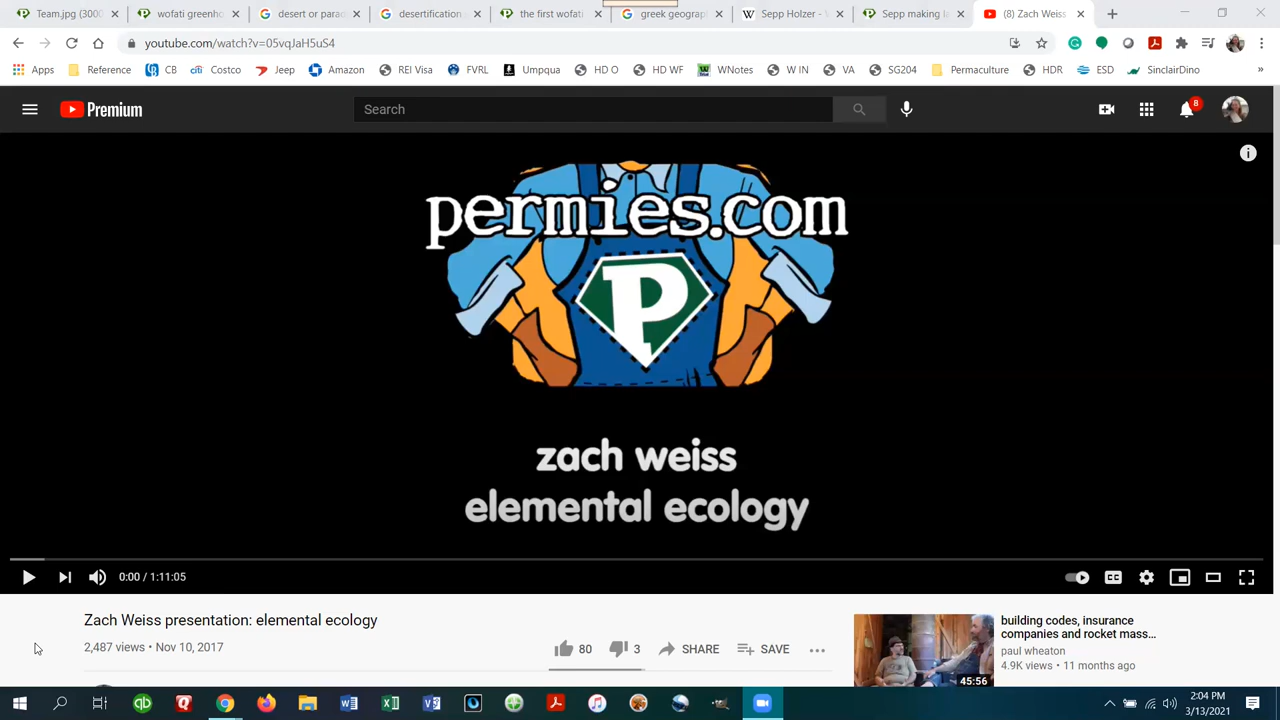 Team.jpg (300(
wofati greenho
desert or para
desertification
the first wofati
greek geograp
Sepp Holzer - W
Sepp making la
(8) Zach Weiss
youtube.com/watch?v=05vqJaH5uS4
Apps Reference CB Costco Jeep Amazon REI Visa FVRL Umpqua HD O HD WF WNotes W IN VA SG204 Permaculture HDR ESD SinclairDino »
Premium
Search
8
permies.com
P
zach weiss
elemental ecology
0:00 / 1:11:05
CC
Zach Weiss presentation: elemental ecology
2,487 views • Nov 10, 2017
80 3 SHARE SAVE
building codes, insurance
companies and rocket mass...
paul wheaton
4.9K views • 11 months ago
45:56
2:04 PM
3/13/2021